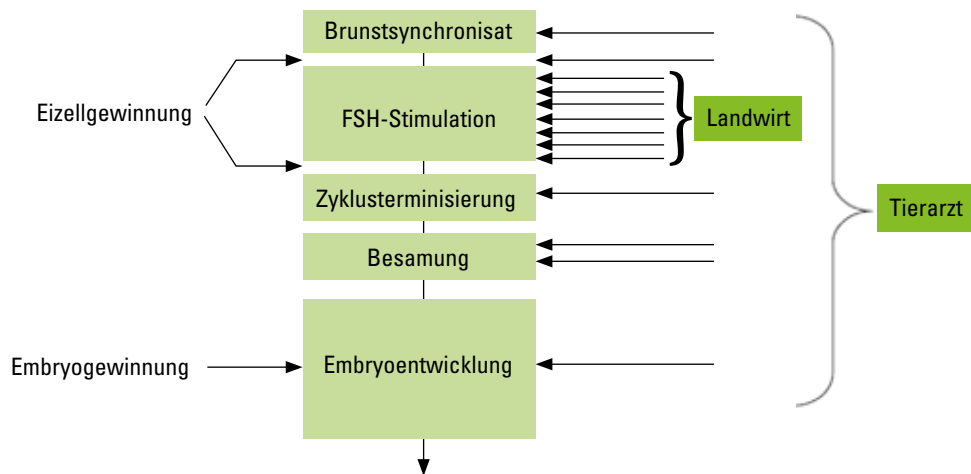 Brunstsynchronisat
Eizellgewinnung
FSH-Stimulation
Landwirt
Zyklusterminisierung
Tierarzt
Besamung
Embryogewinnung
Embryoentwicklung